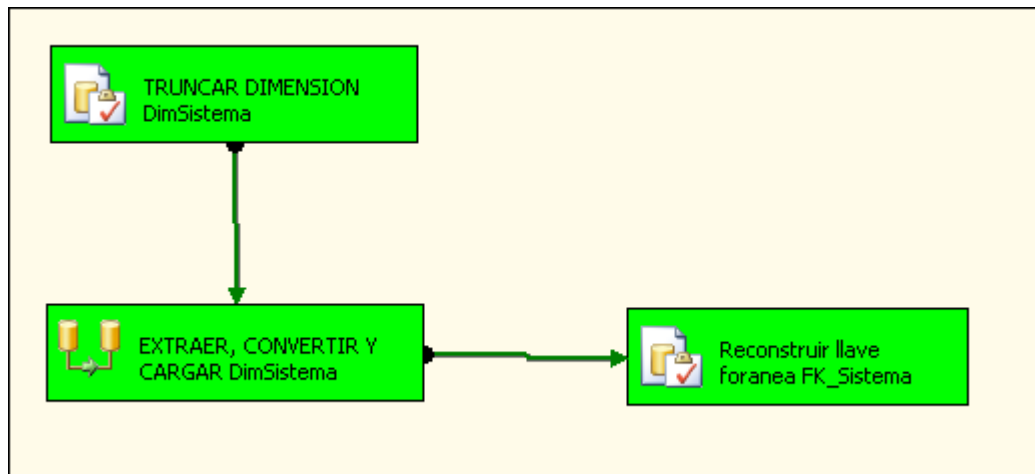 TRUNCAR DIMENSION
DimSistema
EXTRAER, CONVERTIR Y
CARGAR DimSistema
Reconstruir llave
foranea FK_Sistema